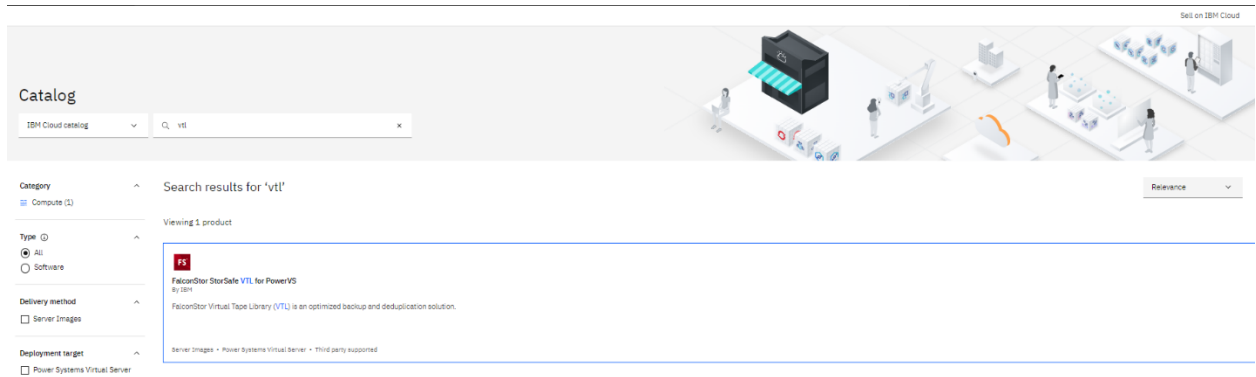 Sell on IBM Cloud
Catalog
IBM Cloud catalog
vtl
Category
Compute (1)
Type
All
Software
Delivery method
Server Images
Deployment target
Power Systems Virtual Server
Search results for ‘vtl’
Relevance
Viewing 1 product
FS
FalconStor StorSafe VTL for PowerVS
By IBM
FalconStor Virtual Tape Library (VTL) is an optimized backup and deduplication solution.
Server Images • Power Systems Virtual Server • Third party supported